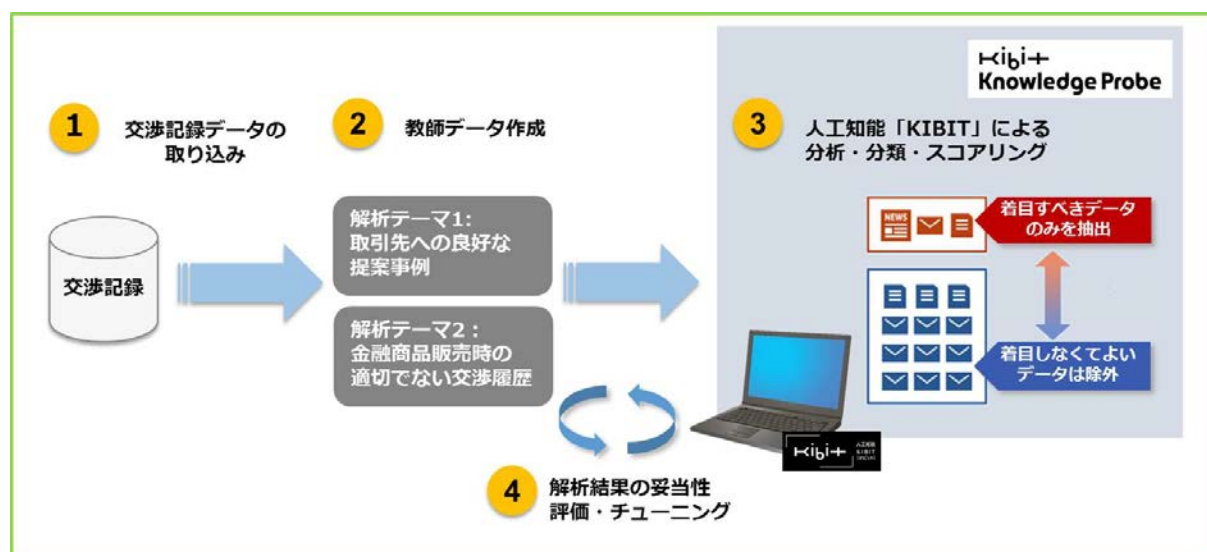 1
交渉記録データの
取り込み
交渉記録
2
教師データ作成
解析テーマ1:
取引先への良好な
提案事例
解析テーマ2：
金融商品販売時の
適切でない交渉履歴
Kibit
Knowledge Probe
3
人工知能「KIBIT」による
分析・分類・スコアリング
NEWS
着目すべきデータ
のみを抽出
着目しなくてよい
データは除外
Kibit
KIBIT
4
解析結果の妥当性
評価・チューニング